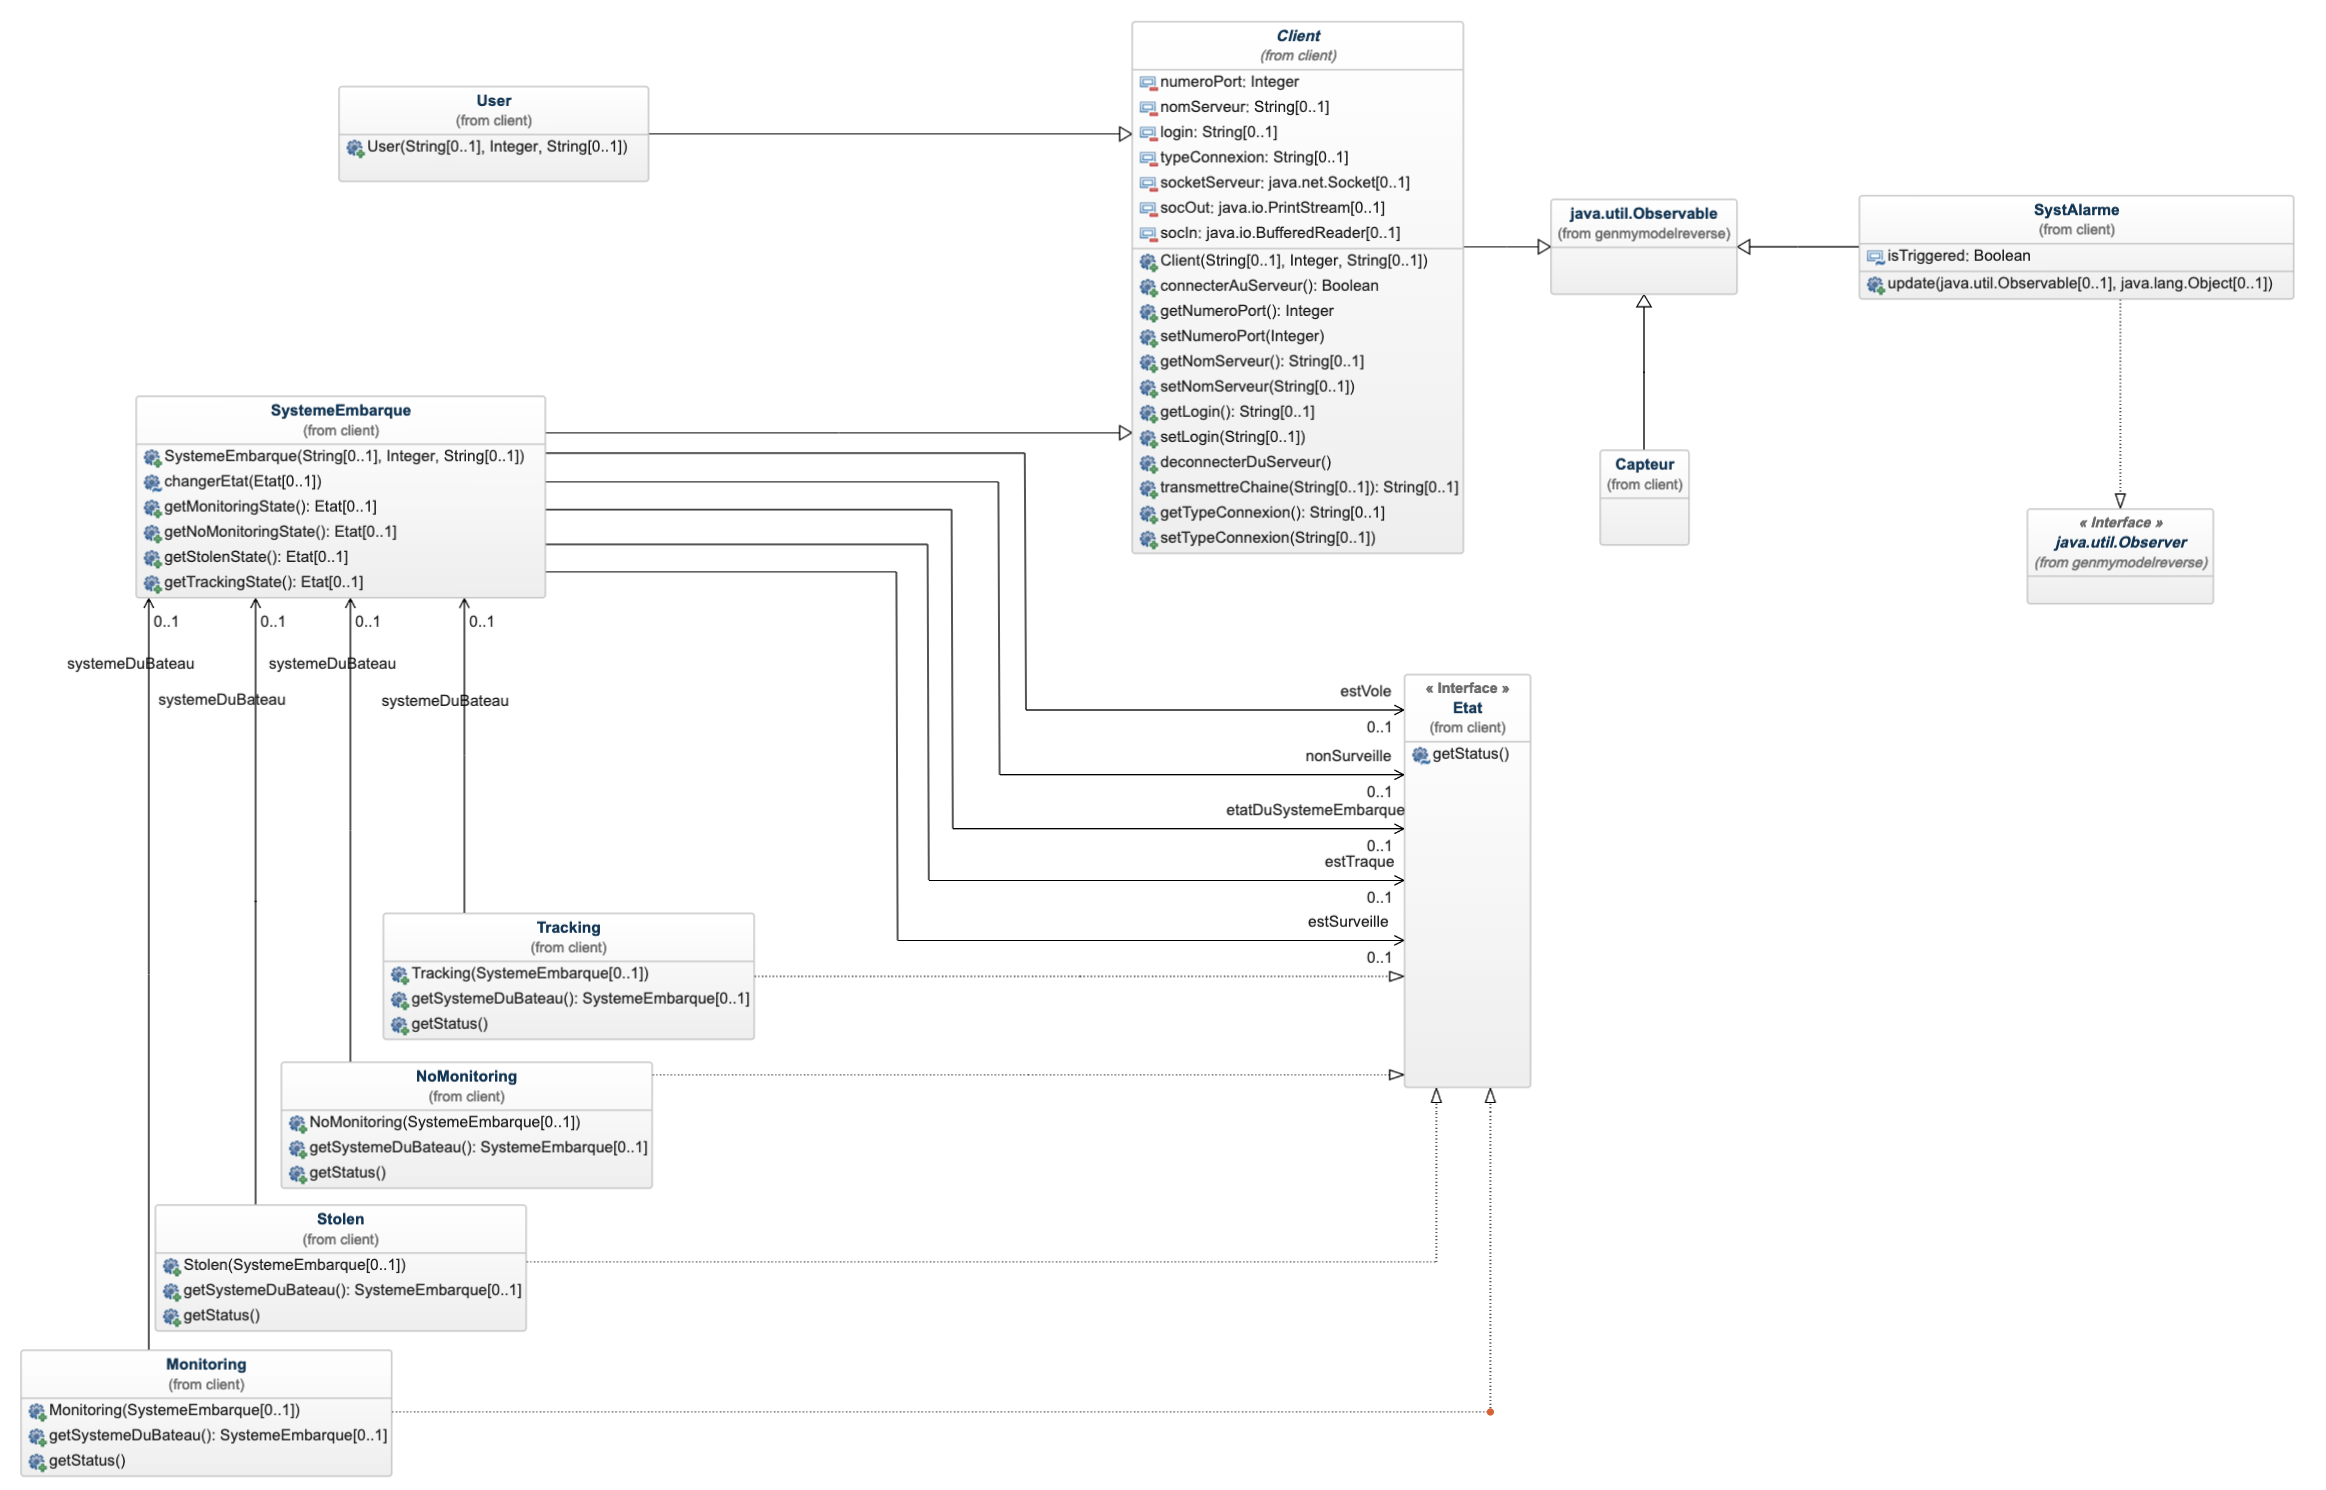 Client
(from client)
numeroPort: Integer
nomServeur: String[0..1]
login: String[0..1]
typeConnexion: String[0..1]
socketServeur: java.net.Socket[0..1]
socOut: java.io.PrintStream[0..1]
socIn: java.io.BufferedReader[0..1]
Client(String[0..1], Integer, String[0..1])
connecterAuServeur(): Boolean
getNumeroPort(): Integer
setNumeroPort(Integer)
getNomServeur(): String[0..1]
setNomServeur(String[0..1])
getLogin(): String[0..1]
setLogin(String[0..1])
deconnecterDuServeur()
transmettreChaine(String[0..1]): String[0..1]
getTypeConnexion(): String[0..1]
setTypeConnexion(String[0..1])
User
(from client)
User(String[0..1], Integer, String[0..1])
java.util.Observable
(from genmymodelreverse)
SystAlarme
(from client)
isTriggered: Boolean
update(java.util.Observable[0..1], java.lang.Object[0..1])
Capteur
(from client)
« Interface »
java.util.Observer
(from genmymodelreverse)
SystemeEmbarque
(from client)
SystemeEmbarque(String[0..1], Integer, String[0..1])
changerEtat(Etat[0..1])
getMonitoringState(): Etat[0..1]
getNoMonitoringState(): Etat[0..1]
getStolenState(): Etat[0..1]
getTrackingState(): Etat[0..1]
0..1
0..1
0..1
0..1
systemeDuBateau
systemeDuBateau
systemeDuBateau
systemeDuBateau
estVole
0..1
nonSurveille
0..1
etatDuSystemeEmbarque
0..1
estTraque
0..1
estSurveille
0..1
« Interface »
Etat
(from client)
getStatus()
Tracking
(from client)
Tracking(SystemeEmbarque[0..1])
getSystemeDuBateau(): SystemeEmbarque[0..1]
getStatus()
NoMonitoring
(from client)
NoMonitoring(SystemeEmbarque[0..1])
getSystemeDuBateau(): SystemeEmbarque[0..1]
getStatus()
Stolen
(from client)
Stolen(SystemeEmbarque[0..1])
getSystemeDuBateau(): SystemeEmbarque[0..1]
getStatus()
Monitoring
(from client)
Monitoring(SystemeEmbarque[0..1])
getSystemeDuBateau(): SystemeEmbarque[0..1]
getStatus()